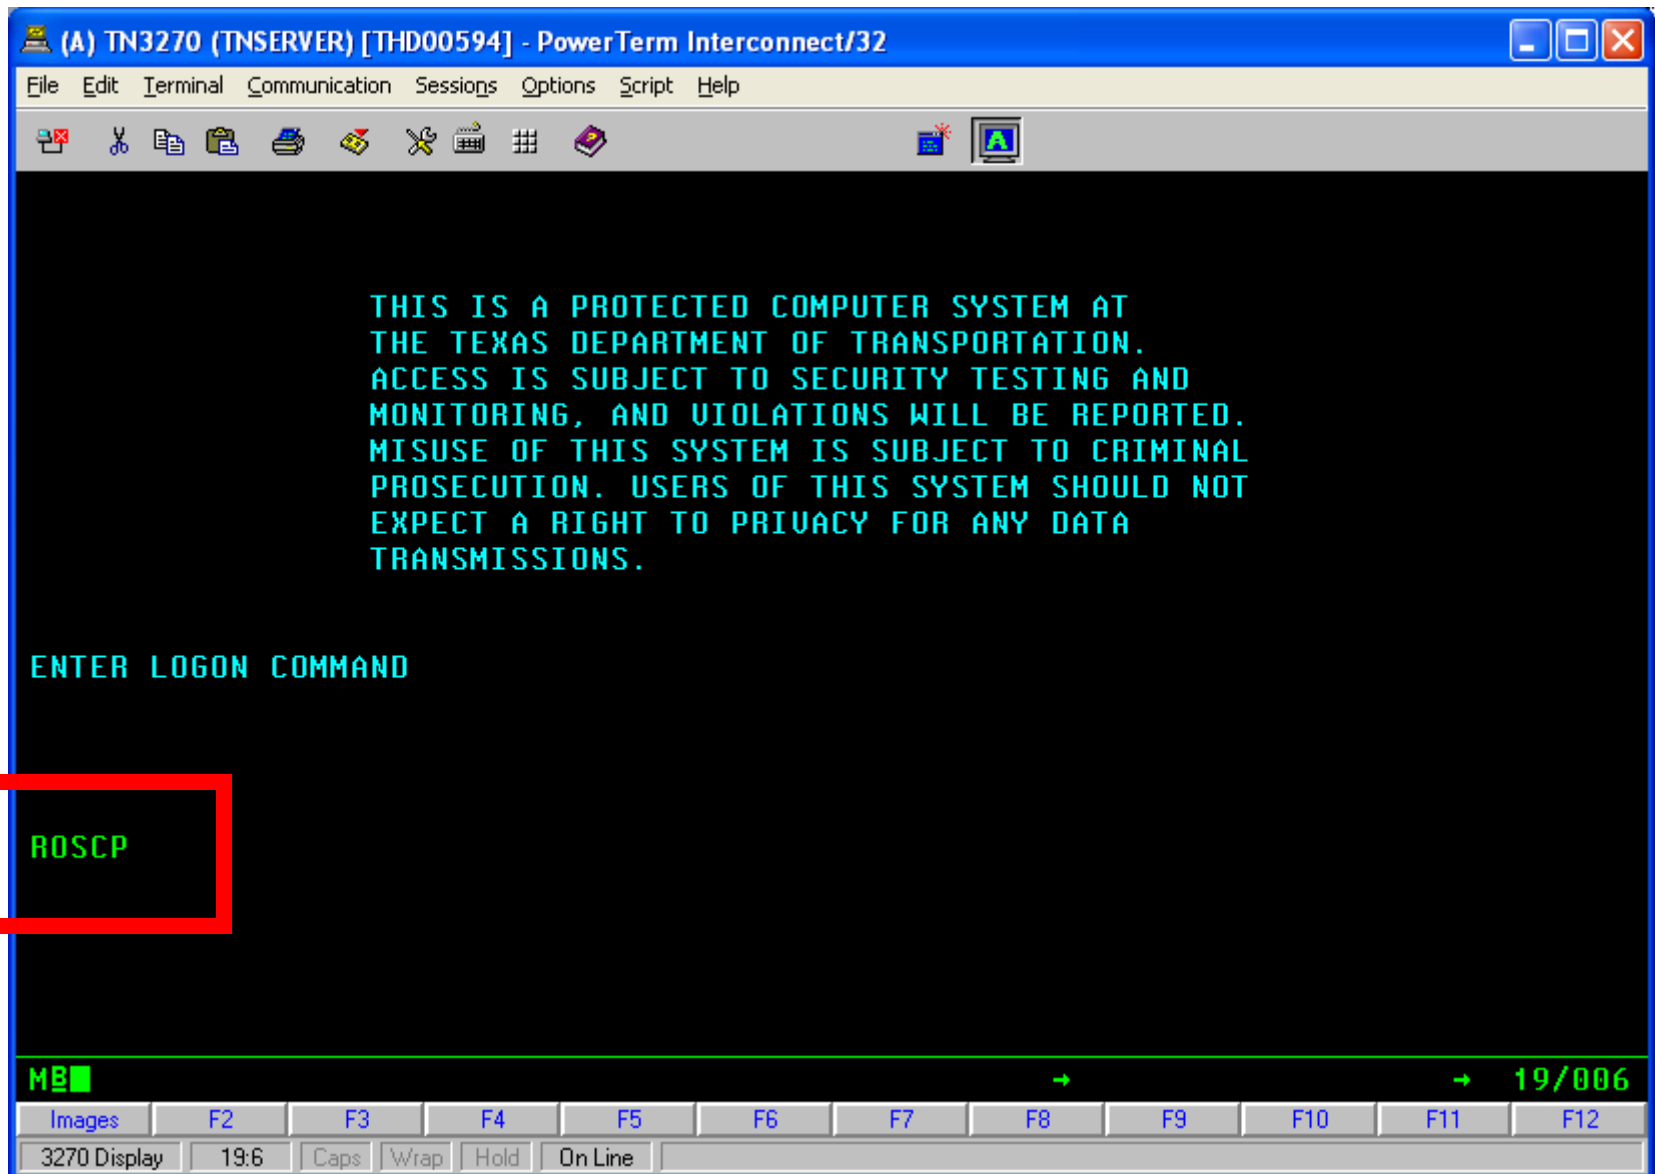 (A) TN3270 (TNSERVER) [THD00594] - PowerTerm Interconnect/32
File Edit Terminal Communication Sessions Options Script Help
A
THIS IS A PROTECTED COMPUTER SYSTEM AT
THE TEXAS DEPARTMENT OF TRANSPORTATION.
ACCESS IS SUBJECT TO SECURITY TESTING AND
MONITORING, AND VIOLATIONS WILL BE REPORTED.
MISUSE OF THIS SYSTEM IS SUBJECT TO CRIMINAL
PROSECUTION. USERS OF THIS SYSTEM SHOULD NOT
EXPECT A RIGHT TO PRIVACY FOR ANY DATA
TRANSMISSIONS.
ENTER LOGON COMMAND
ROSCP
MB → → 19/006
Images F2 F3 F4 F5 F6 F7 F8 F9 F10 F11 F12
3270 Display 19:6 Caps Wrap Hold On Line